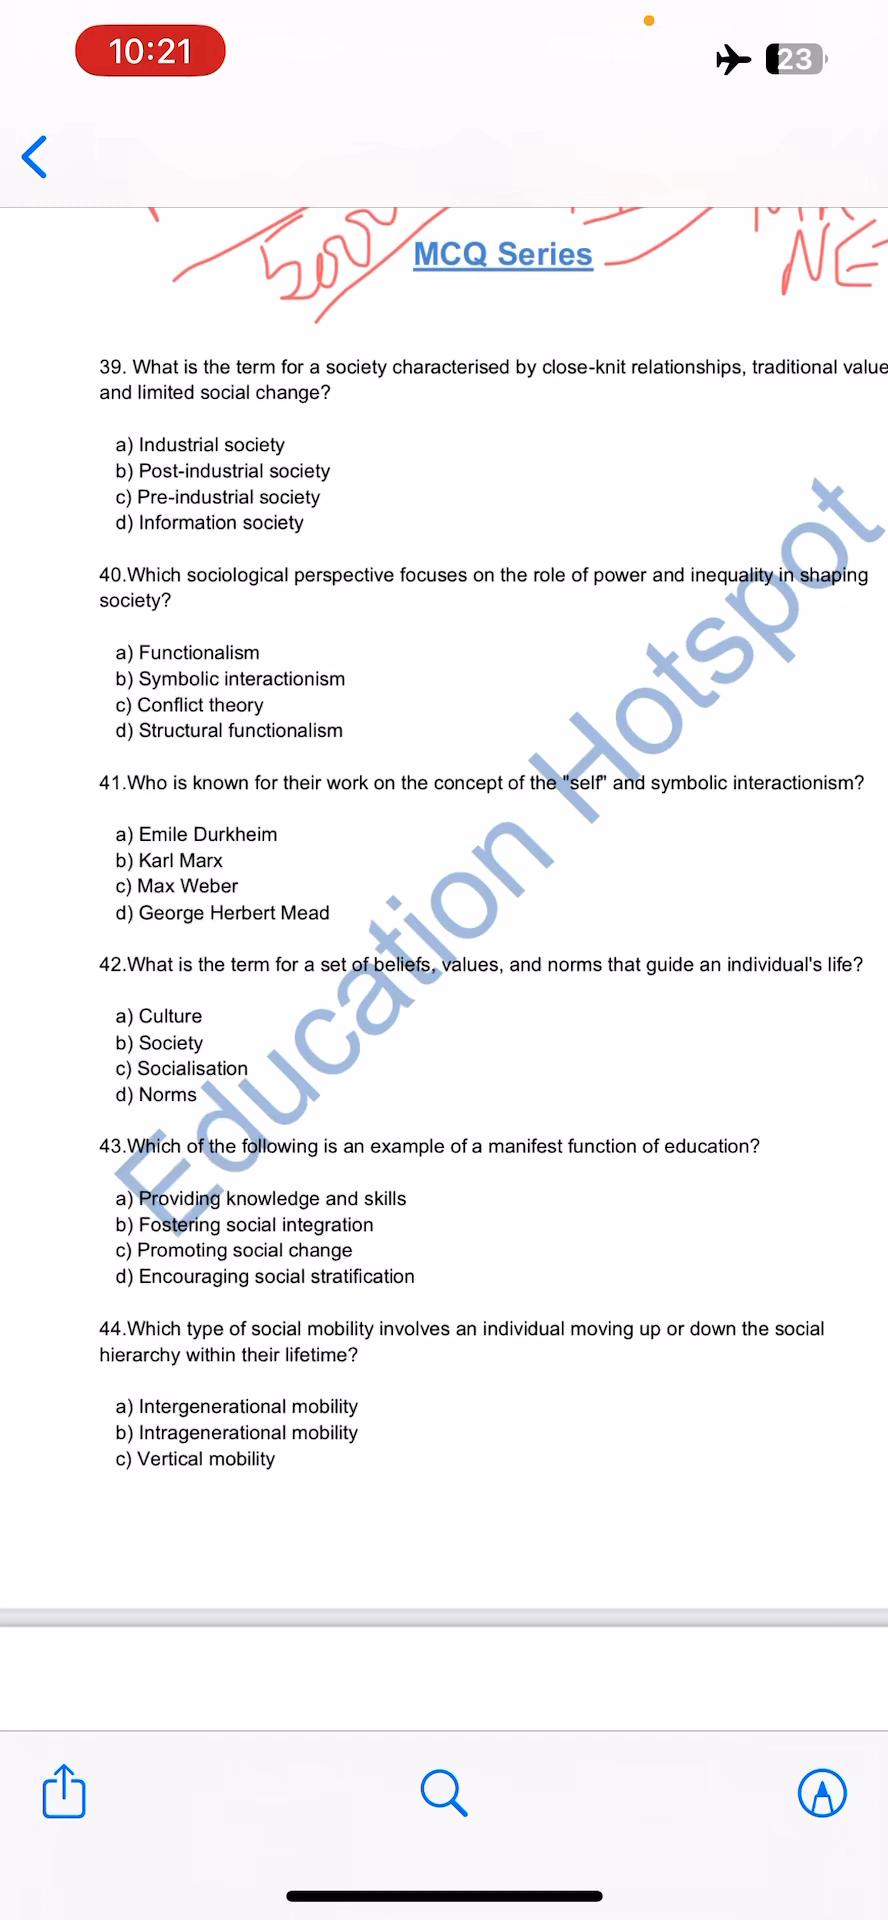 10:21
23
5000
NE
MCQ Series
39. What is the term for a society characterised by close-knit relationships, traditional value
and limited social change?
a) Industrial society
b) Post-industrial society
c) Pre-industrial society
d) Information society
40.Which sociological perspective focuses on the role of power and inequality in shaping
society?
a) Functionalism
b) Symbolic interactionism
c) Conflict theory
d) Structural functionalism
41.Who is known for their work on the concept of the "self" and symbolic interactionism?
a) Emile Durkheim
b) Karl Marx
c) Max Weber
d) George Herbert Mead
42.What is the term for a set of beliefs, values, and norms that guide an individual's life?
a) Culture
b) Society
c) Socialisation
d) Norms
43.Which of the following is an example of a manifest function of education?
a) Providing knowledge and skills
b) Fostering social integration
c) Promoting social change
d) Encouraging social stratification
44.Which type of social mobility involves an individual moving up or down the social
hierarchy within their lifetime?
a) Intergenerational mobility
b) Intragenerational mobility
c) Vertical mobility
Education Hotspot